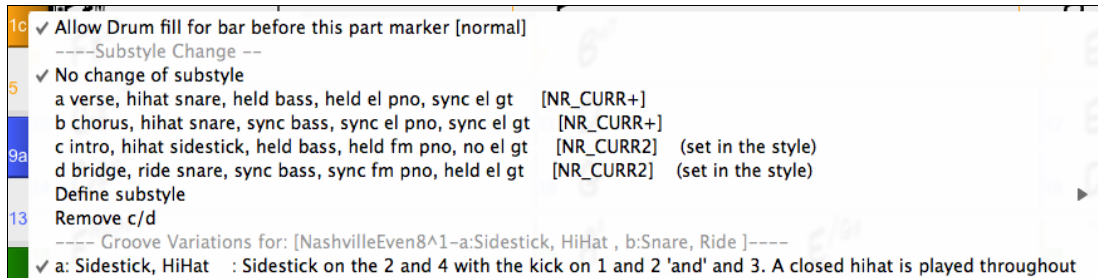 1c ✓ Allow Drum fill for bar before this part marker [normal]
----Substyle Change --
✓ No change of substyle
5 a verse, hihat snare, held bass, held el pno, sync el gt [NR_CURR+]
b chorus, hihat snare, sync bass, sync el pno, sync el gt [NR_CURR+]
9a c intro, hihat sidestick, held bass, held fm pno, no el gt [NR_CURR2] (set in the style)
d bridge, ride snare, sync bass, sync fm pno, held el gt [NR_CURR2] (set in the style)
Define substyle
13 Remove c/d
---- Groove Variations for: [NashvilleEven8^1-a:Sidestick, HiHat , b:Snare, Ride ]----
✓ a: Sidestick, HiHat : Sidestick on the 2 and 4 with the kick on 1 and 2 'and' and 3. A closed hihat is played throughout